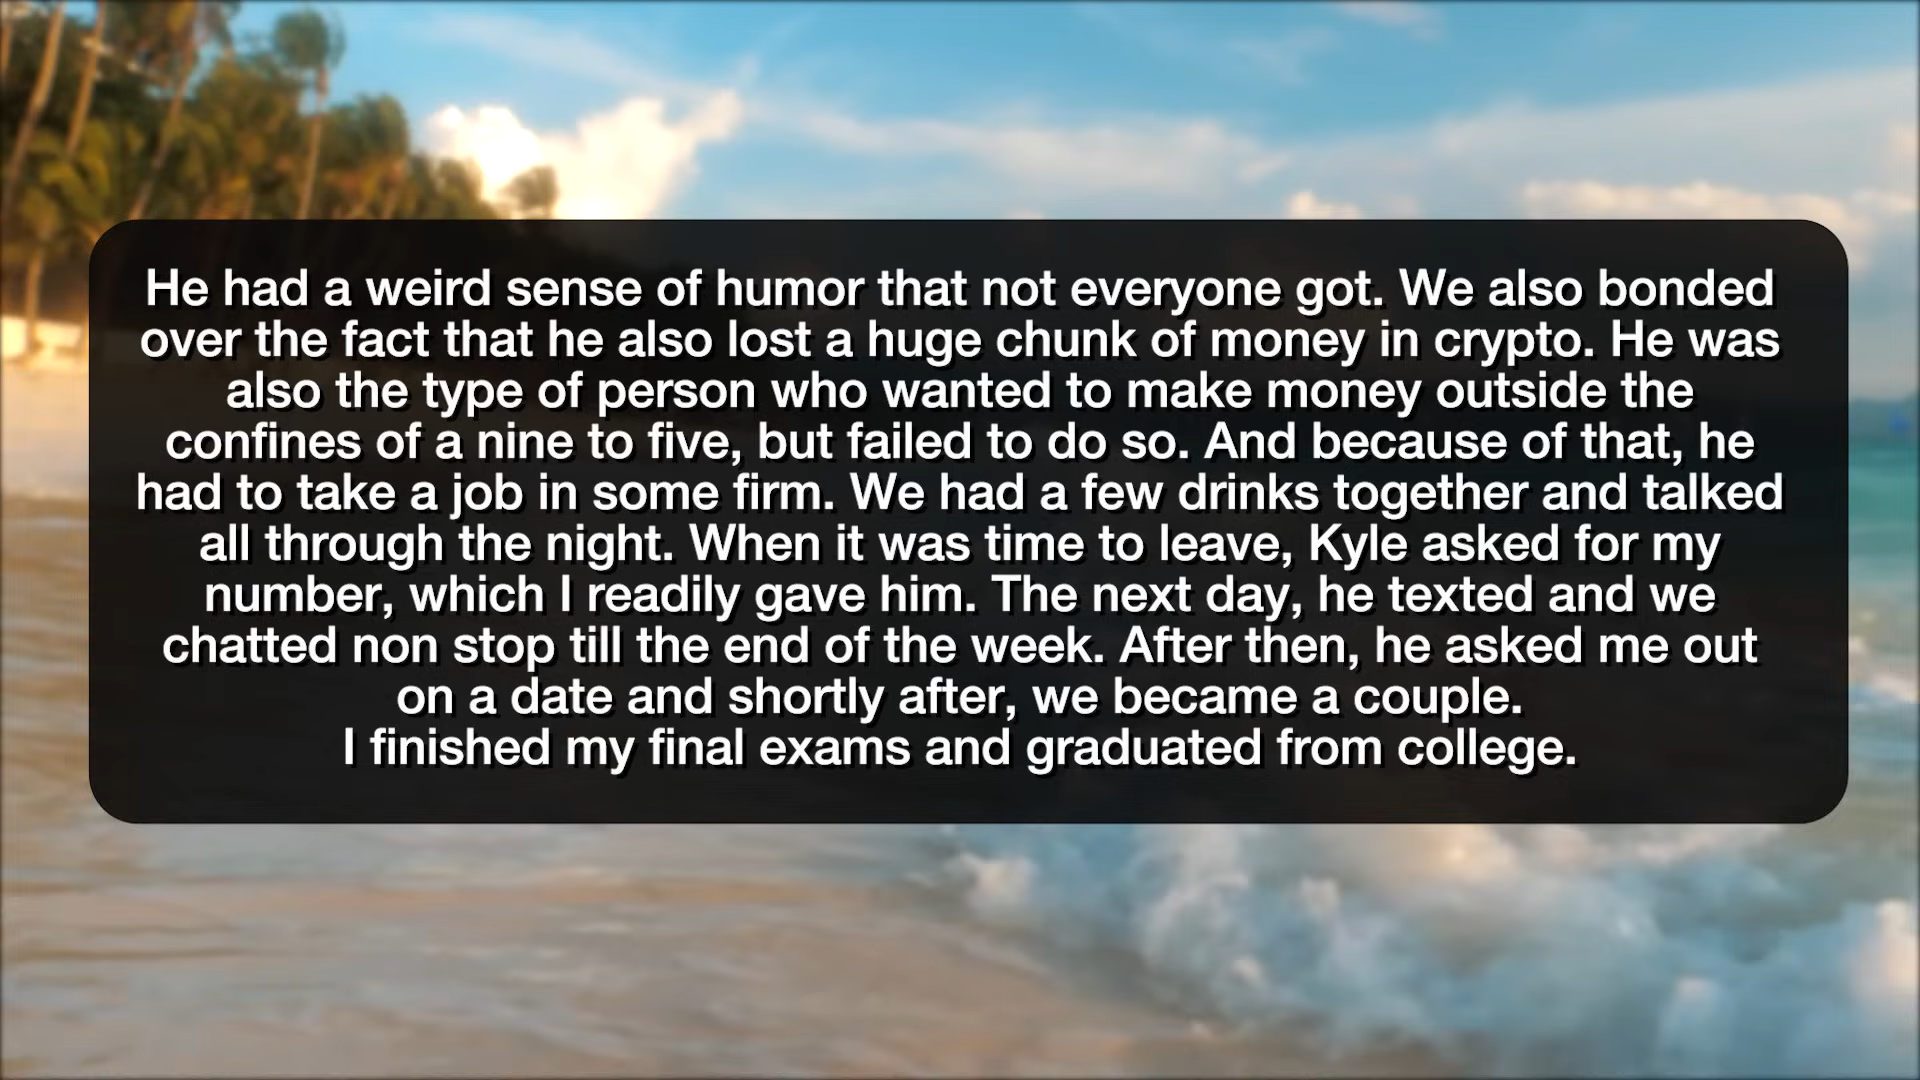 He had a weird sense of humor that not everyone got. We also bonded
over the fact that he also lost a huge chunk of money in crypto. He was
also the type of person who wanted to make money outside the
confines of a nine to five, but failed to do so. And because of that, he
had to take a job in some firm. We had a few drinks together and talked
all through the night. When it was time to leave, Kyle asked for my
number, which I readily gave him. The next day, he texted and we
chatted non stop till the end of the week. After then, he asked me out
on a date and shortly after, we became a couple.
I finished my final exams and graduated from college.